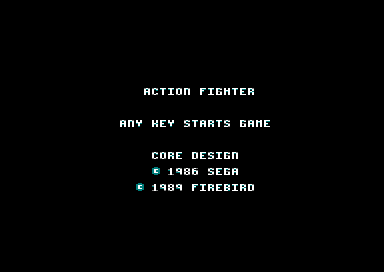 ACTION FIGHTER
ANY KEY STARTS GAME
CORE DESIGN
© 1986 SEGA
© 1989 FIREBIRD